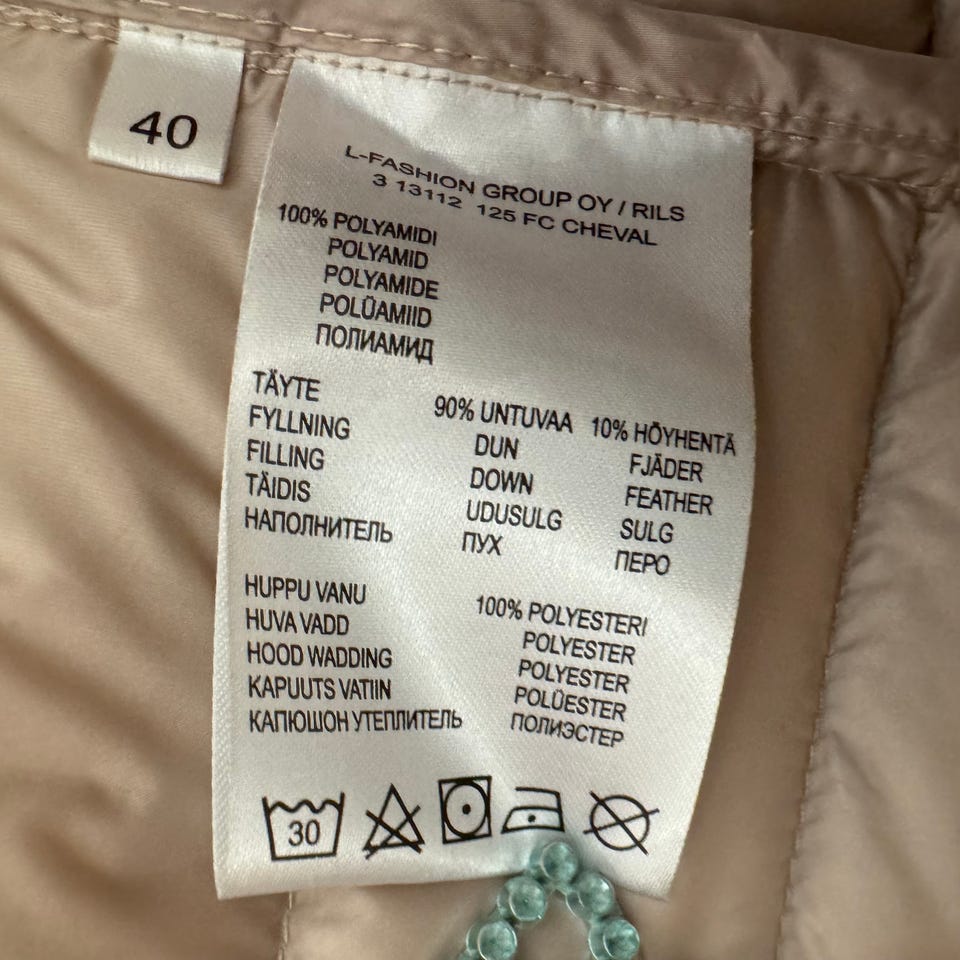 40
L-FASHION GROUP OY / RILS
3 13112 125 FC CHEVAL
100% POLYAMIDI
POLYAMID
POLYAMIDE
POLÜAMIID
ПОЛИАМИД
TÄYTE 90% UNTUVAA 10% HÖYHENTÄ
FYLLNING DUN FJÄDER
FILLING DOWN FEATHER
TÄIDIS UDUSULG SULG
НАПОЛНИТЕЛЬ ПУХ ПЕРО
HUPPU VANU 100% POLYESTERI
HUVA VADD POLYESTER
HOOD WADDING POLYESTER
KAPUUTS VATIIN POLÜESTER
КАПЮШОН УТЕПЛИТЕЛЬ ПОЛИЭСТЕР
30